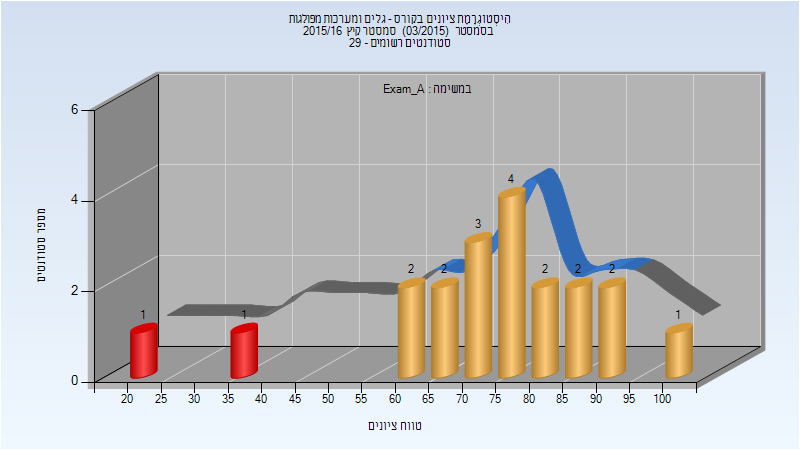 היסטוגרמת ציונים בקורס - גלים ומערכות מפולגות
בסמסטר (03/2015) סמסטר קיץ 2015/16
סטודנטים רשומים - 29
במשימה : Exam_A
מספר סטודנטים
6
4
2
0
1 1 2 2 3 4 2 2 2 1
20 25 30 35 40 45 50 55 60 65 70 75 80 85 90 95 100
טווח ציונים